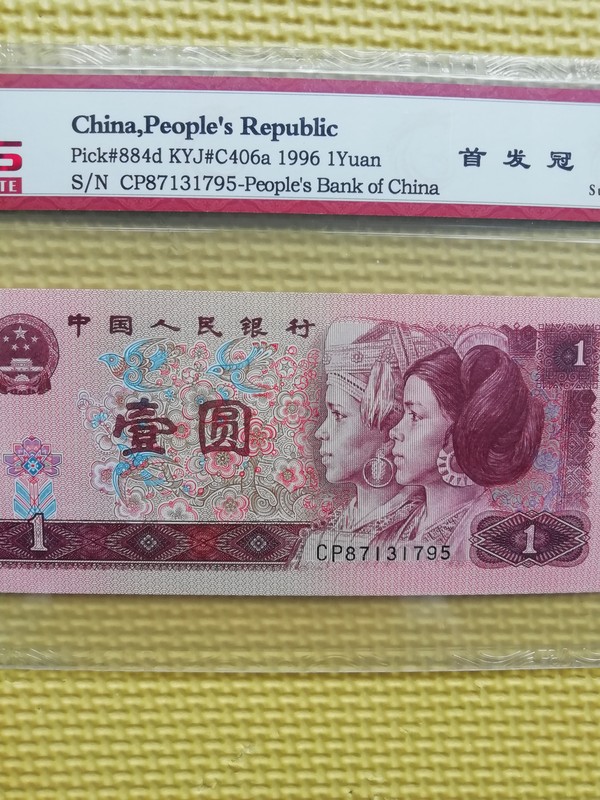 China,People's Republic
Pick#884d KYJ#C406a 1996 1Yuan
S/N CP87131795-People's Bank of China
首发冠
中国人民银行
1
壹圆
1
CP87131795
1